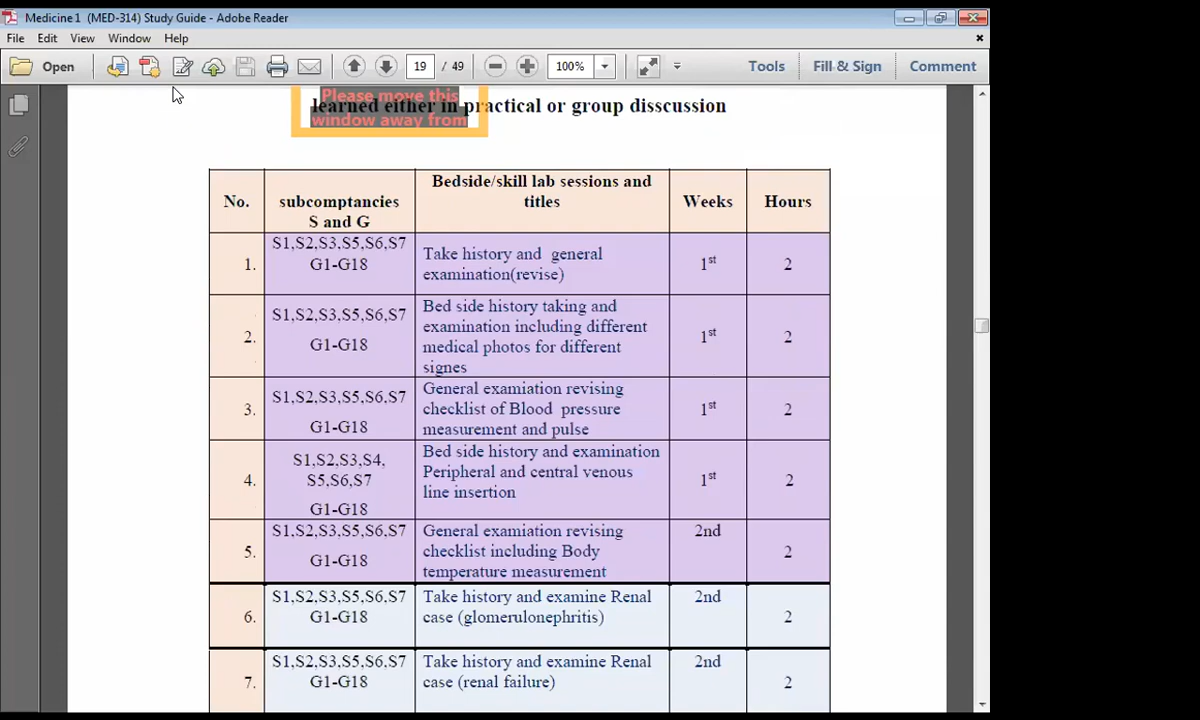 Medicine 1 (MED-314) Study Guide - Adobe Reader
File Edit View Window Help
Open 19 / 49 100% Tools Fill & Sign Comment
Please move this
window away from
learned either in practical or group disscussion
No. subcomptancies S and G Bedside/skill lab sessions and titles Weeks Hours
1. S1,S2,S3,S5,S6,S7 G1-G18 Take history and general examination(revise) 1st 2
2. S1,S2,S3,S5,S6,S7 G1-G18 Bed side history taking and examination including different medical photos for different signes 1st 2
3. S1,S2,S3,S5,S6,S7 G1-G18 General examiation revising checklist of Blood pressure measurement and pulse 1st 2
4. S1,S2,S3,S4, S5,S6,S7 G1-G18 Bed side history and examination Peripheral and central venous line insertion 1st 2
5. S1,S2,S3,S5,S6,S7 G1-G18 General examiation revising checklist including Body temperature measurement 2nd 2
6. S1,S2,S3,S5,S6,S7 G1-G18 Take history and examine Renal case (glomerulonephritis) 2nd 2
7. S1,S2,S3,S5,S6,S7 G1-G18 Take history and examine Renal case (renal failure) 2nd 2